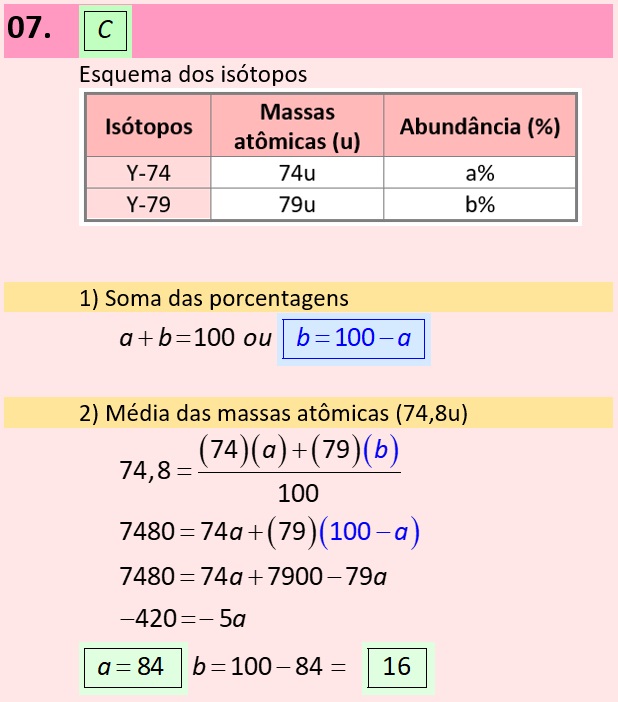 07. C
Esquema dos isótopos
Isótopos Massas atômicas (u) Abundância (%)
Y-74 74u a%
Y-79 79u b%
1) Soma das porcentagens
a + b = 100 ou b = 100 − a
2) Média das massas atômicas (74,8u)
74,8 = (74)(a) + (79)(b)
100
7480 = 74a + (79)(100 − a)
7480 = 74a + 7900 − 79a
−420 = − 5a
a = 84 b = 100 − 84 = 16